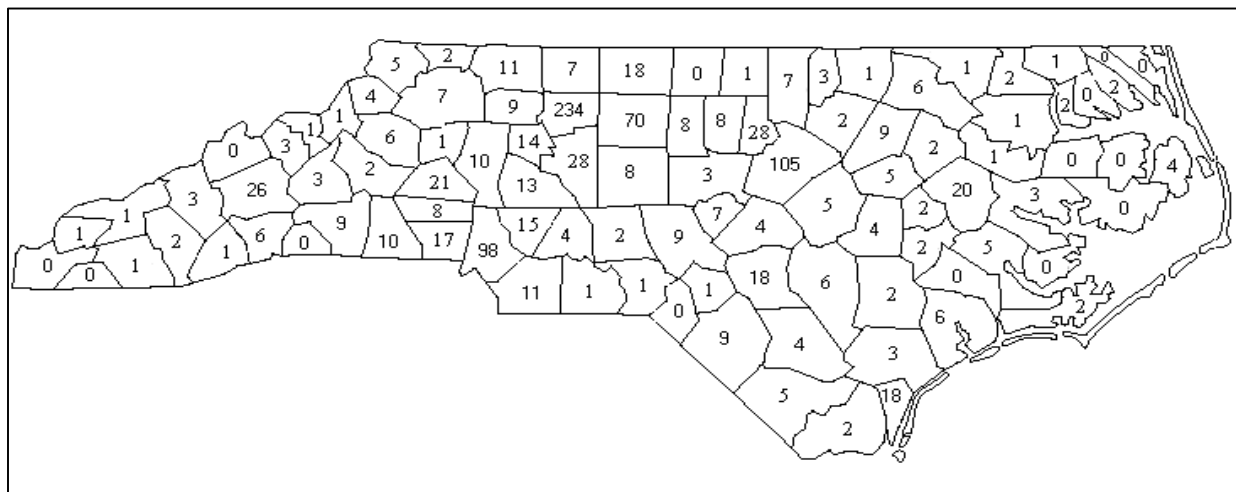 2 1 0 0
5 11 7 18 0 1 7 3 1 6 1 2 0 2
4 7 9 234 70 8 8 28 2 9 1 2
1 1 6 1 14 105 2 1
0 3 2 10 28 8 3 5 0 0 4
26 3 21 13 20 3 0
3 8 7 5 2
1 9 15 4 2 9 4 4 2 5
1 2 6 0 10 17 98 0
0 0 1 1 18 6 2 0
11 1 1 1 2
0 6
9 4 3
5 18
2